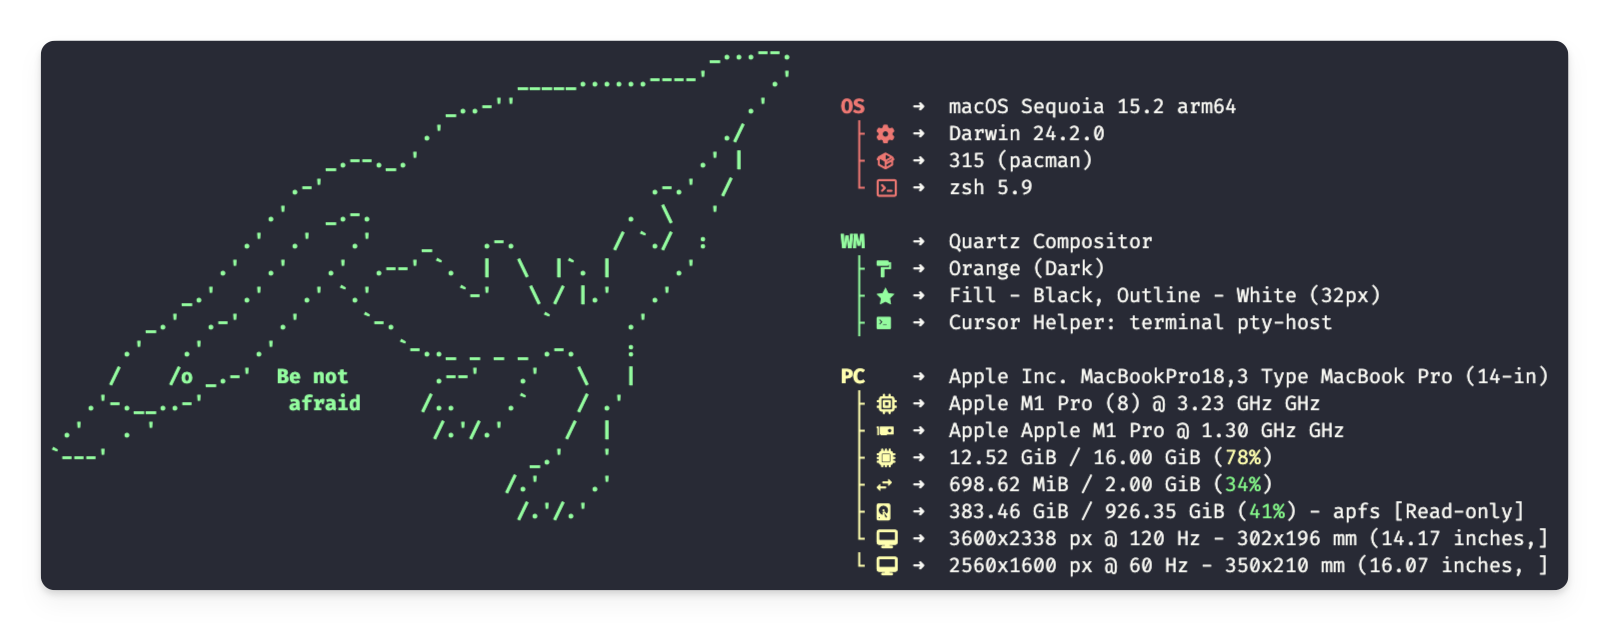 Be not
afraid
OS → macOS Sequoia 15.2 arm64
→ Darwin 24.2.0
→ 315 (pacman)
→ zsh 5.9
WM → Quartz Compositor
→ Orange (Dark)
→ Fill - Black, Outline - White (32px)
→ Cursor Helper: terminal pty-host
PC → Apple Inc. MacBookPro18,3 Type MacBook Pro (14-in)
→ Apple M1 Pro (8) @ 3.23 GHz GHz
→ Apple Apple M1 Pro @ 1.30 GHz GHz
→ 12.52 GiB / 16.00 GiB (78%)
→ 698.62 MiB / 2.00 GiB (34%)
→ 383.46 GiB / 926.35 GiB (41%) - apfs [Read-only]
→ 3600x2338 px @ 120 Hz - 302x196 mm (14.17 inches,]
→ 2560x1600 px @ 60 Hz - 350x210 mm (16.07 inches, ]